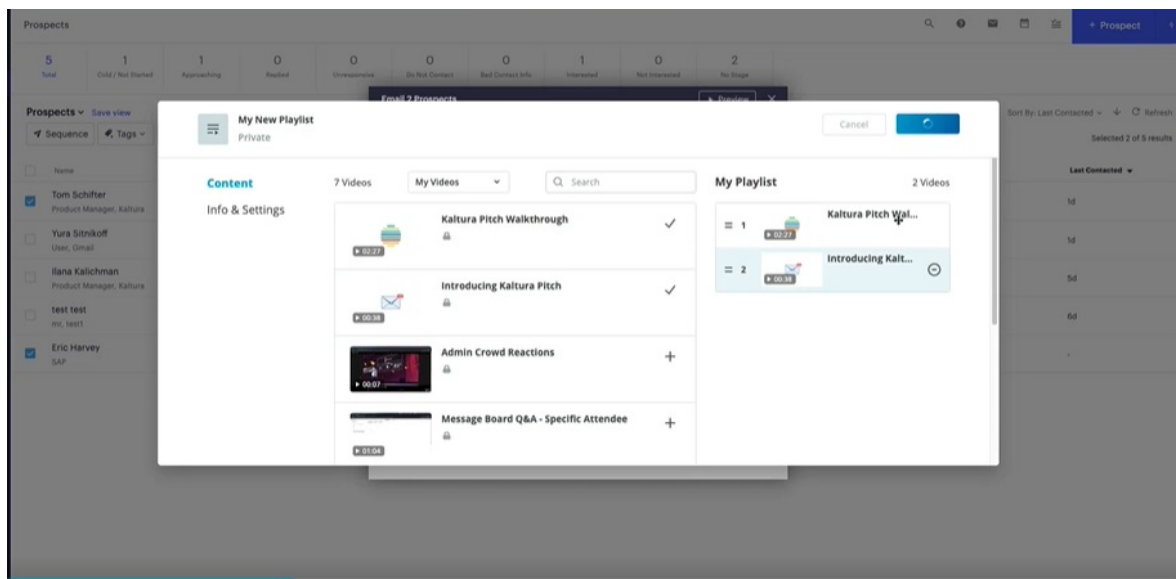 Prospects
+ Prospect
5 1 1 0 0 0 0 1 0 2
Total Cold / Not Started Approaching Replied Unresponsive Do Not Contact Bad Contact Info Interested Not Interested No Stage
Email 2 Prospects Preview
Prospects Save view
Sort By: Last Contacted Refresh
Sequence Tags
Selected 2 of 5 results
Name
Last Contacted
Tom Schifter
Product Manager, Kaltura
1d
Yura Sitnikoff
User, Gmail
1d
Ilana Kalichman
Product Manager, Kaltura
5d
test test
mr, test1
6d
Eric Harvey
SAP
-
My New Playlist
Private
Cancel
Content
Info & Settings
7 Videos My Videos Search
Kaltura Pitch Walkthrough
02:27
Introducing Kaltura Pitch
00:38
Admin Crowd Reactions
00:07
Message Board Q&A - Specific Attendee
01:04
My Playlist 2 Videos
1 Kaltura Pitch Wal...
02:27
2 Introducing Kalt...
00:38